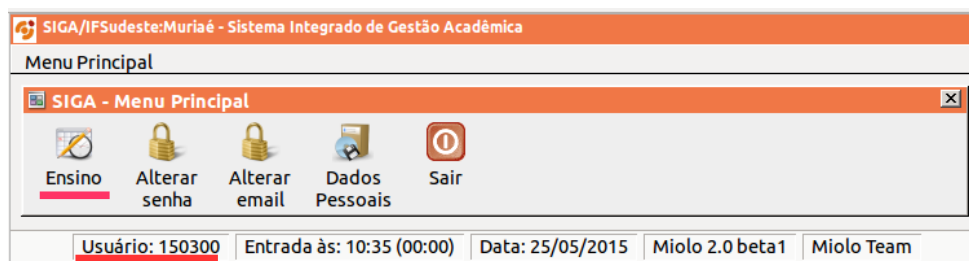 SIGA/IFSudeste:Muriaé - Sistema Integrado de Gestão Acadêmica
Menu Principal
SIGA - Menu Principal
Ensino
Alterar senha
Alterar email
Dados Pessoais
Sair
Usuário: 150300 Entrada às: 10:35 (00:00) Data: 25/05/2015 Miolo 2.0 beta1 Miolo Team